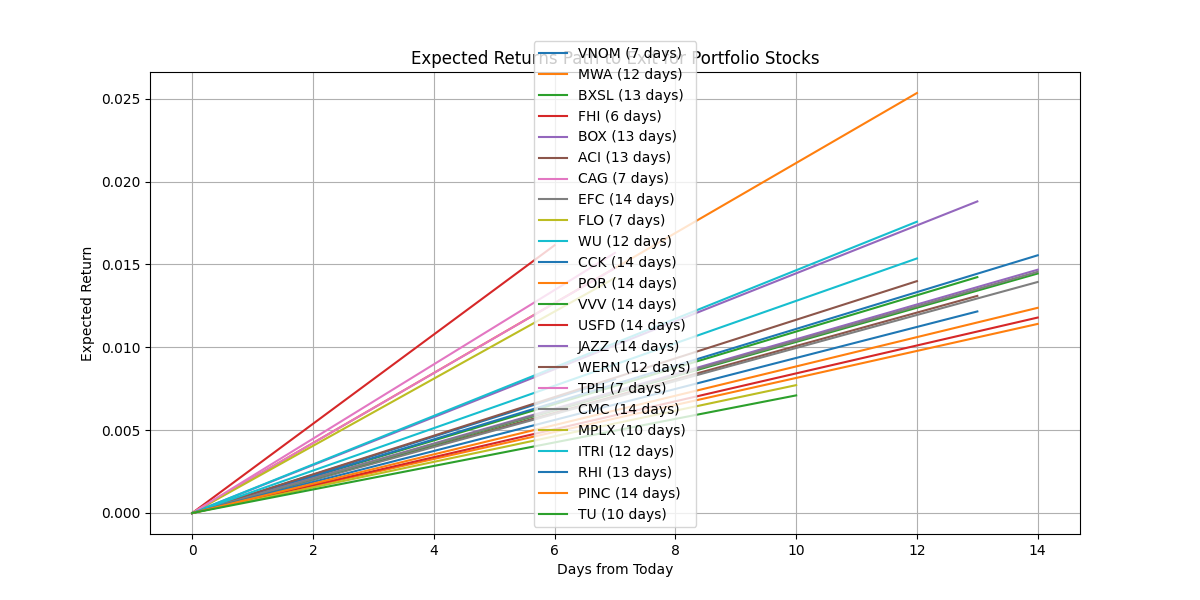 Expected Returns Path to Exit for Portfolio Stocks
VNOM (7 days)
MWA (12 days)
BXSL (13 days)
FHI (6 days)
BOX (13 days)
ACI (13 days)
CAG (7 days)
EFC (14 days)
FLO (7 days)
WU (12 days)
CCK (14 days)
POR (14 days)
VVV (14 days)
USFD (14 days)
JAZZ (14 days)
WERN (12 days)
TPH (7 days)
CMC (14 days)
MPLX (10 days)
ITRI (12 days)
RHI (13 days)
PINC (14 days)
TU (10 days)
Expected Return
0.025
0.020
0.015
0.010
0.005
0.000
0 2 4 6 8 10 12 14
Days from Today